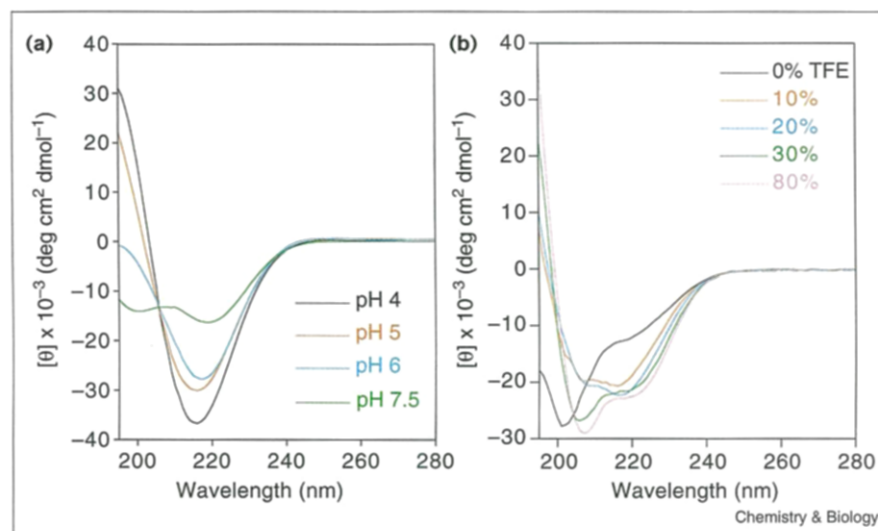 (a)
40
30
20
10
0
–10
–20
–30
–40
[θ] x 10⁻³ (deg cm² dmol⁻¹)
pH 4
pH 5
pH 6
pH 7.5
200 220 240 260 280
Wavelength (nm)
(b)
40
30
20
10
0
–10
–20
–30
[θ] x 10⁻³ (deg cm² dmol⁻¹)
0% TFE
10%
20%
30%
80%
200 220 240 260 280
Wavelength (nm)
Chemistry & Biology